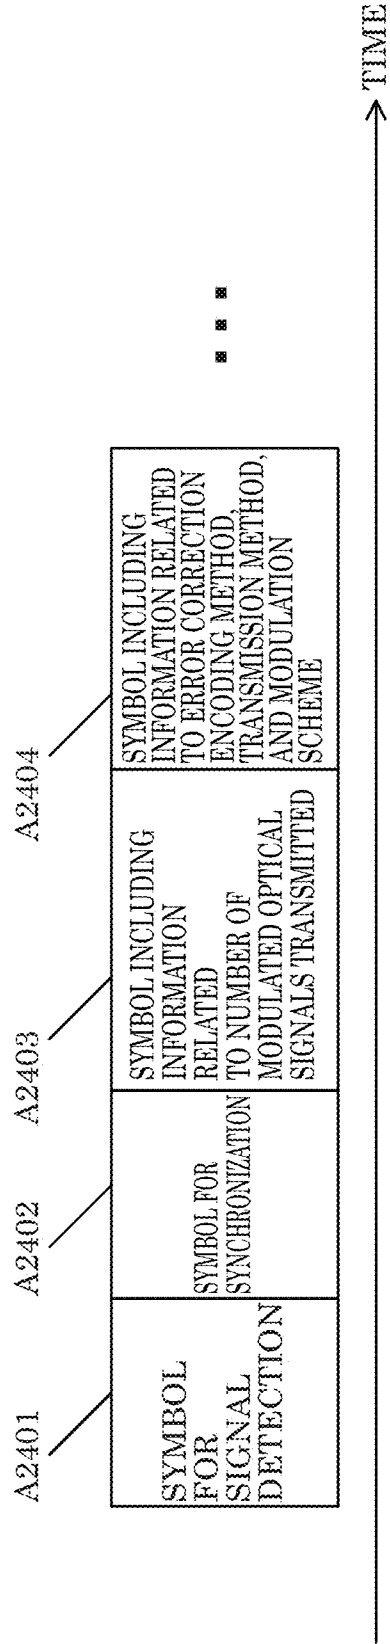 A2401
A2402
A2403
A2404
SYMBOL
FOR
SIGNAL
DETECTION
SYMBOL FOR
SYNCHRONIZATION
SYMBOL INCLUDING
INFORMATION
RELATED
TO NUMBER OF
MODULATED OPTICAL
SIGNALS TRANSMITTED
SYMBOL INCLUDING
INFORMATION RELATED
TO ERROR CORRECTION
ENCODING METHOD,
TRANSMISSION METHOD,
AND MODULATION
SCHEME
TIME